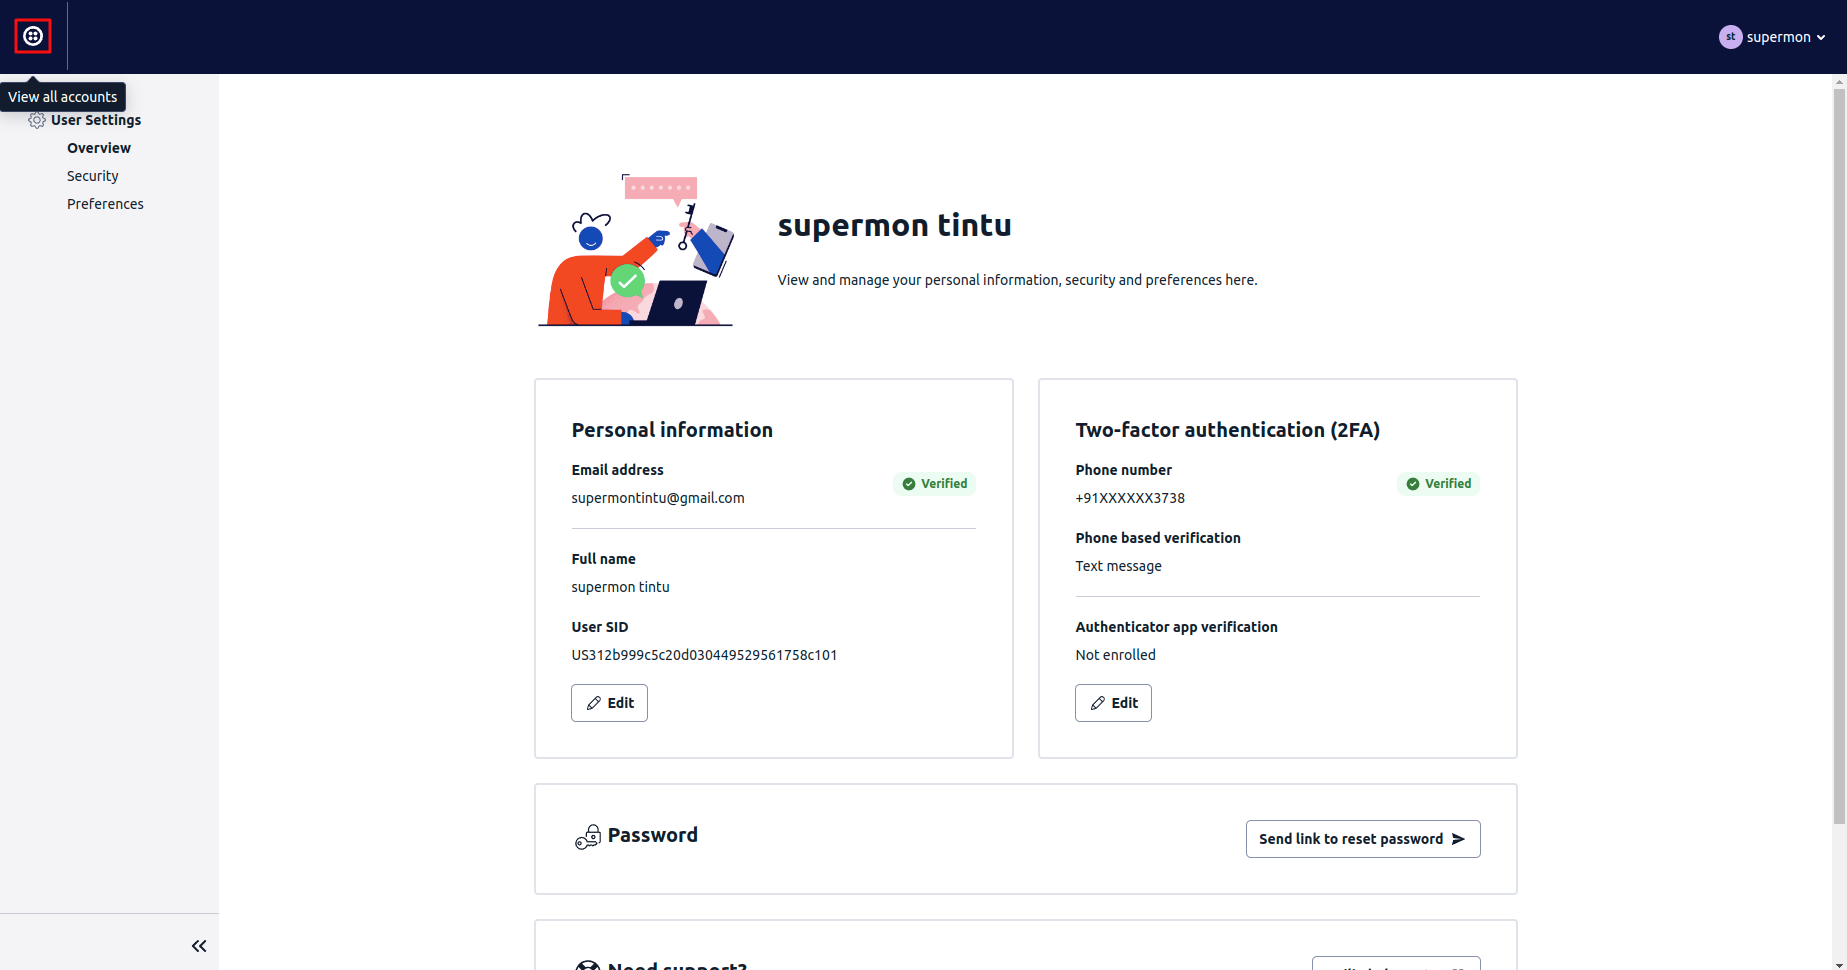 st supermon
View all accounts
User Settings
Overview
Security
Preferences
supermon tintu
View and manage your personal information, security and preferences here.
Personal information
Email address
supermontintu@gmail.com
Verified
Full name
supermon tintu
User SID
US312b999c5c20d030449529561758c101
Edit
Two-factor authentication (2FA)
Phone number
+91XXXXXX3738
Verified
Phone based verification
Text message
Authenticator app verification
Not enrolled
Edit
Password
Send link to reset password
Need support?